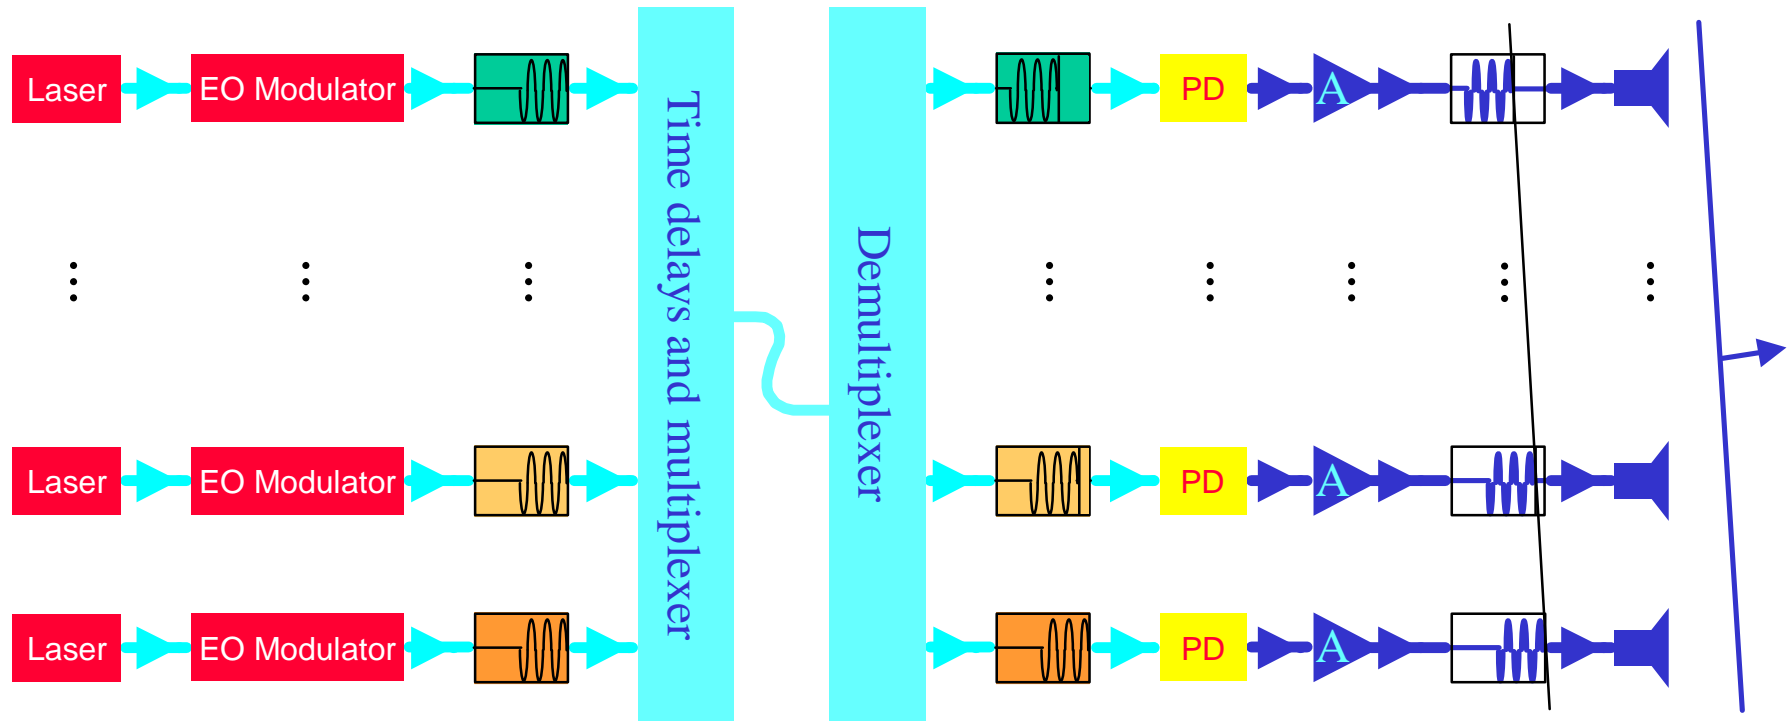 Laser EO Modulator PD A
Time delays and multiplexer
Demultiplexer
Laser EO Modulator PD A
Laser EO Modulator PD A